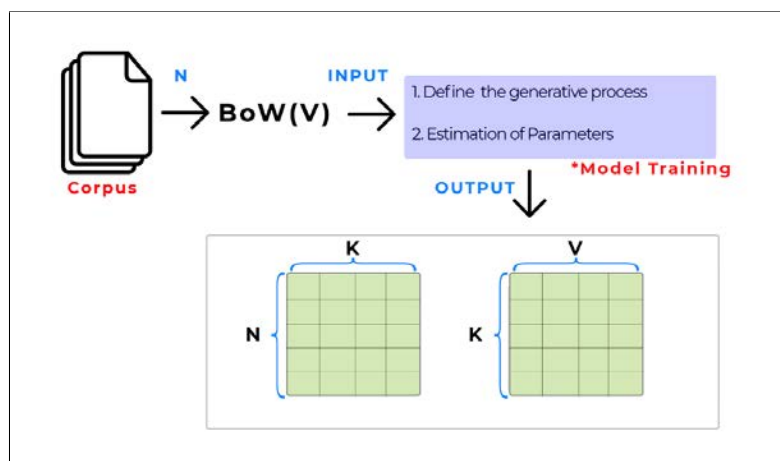 N
INPUT
BoW(V)
1. Define the generative process
2. Estimation of Parameters
*Model Training
Corpus
OUTPUT
K
V
N
K